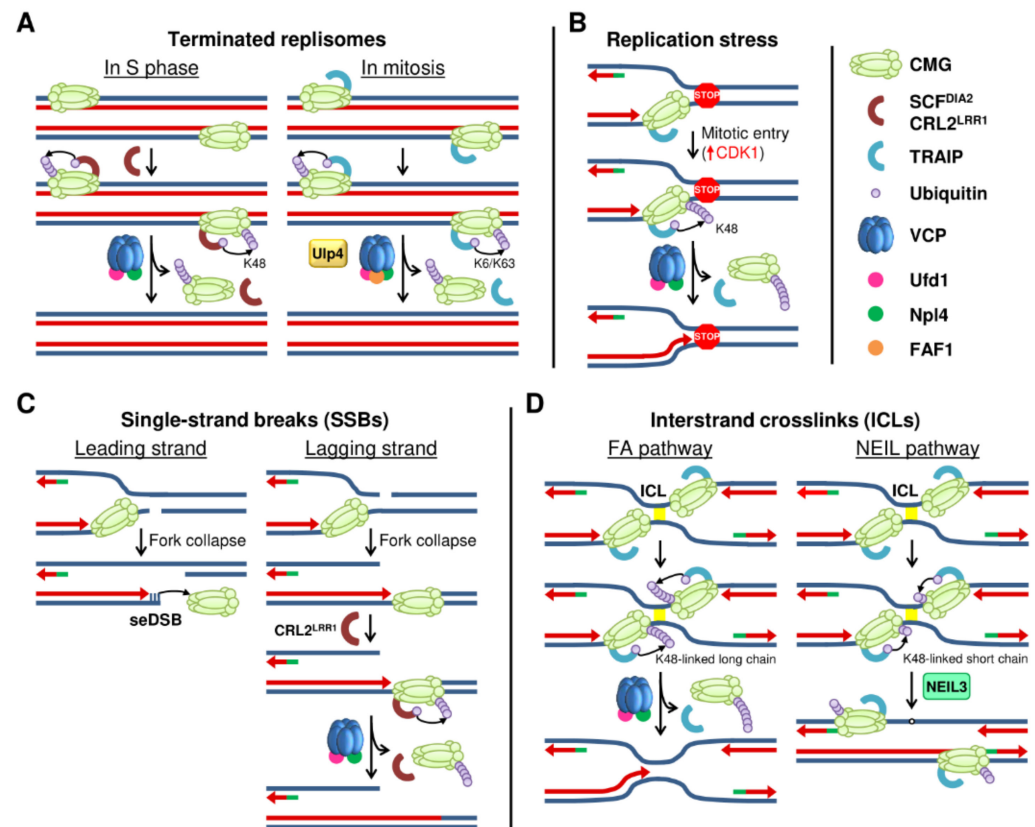 A
Terminated replisomes
In S phase
In mitosis
K48
Ulp4
K6/K63
B
Replication stress
STOP
Mitotic entry
(↑CDK1)
STOP
K48
STOP
CMG
SCF^DIA2
CRL2^LRR1
TRAIP
Ubiquitin
VCP
Ufd1
Npl4
FAF1
C
Single-strand breaks (SSBs)
Leading strand
Lagging strand
Fork collapse
Fork collapse
seDSB
CRL2^LRR1
D
Interstrand crosslinks (ICLs)
FA pathway
NEIL pathway
ICL
ICL
K48-linked long chain
K48-linked short chain
NEIL3